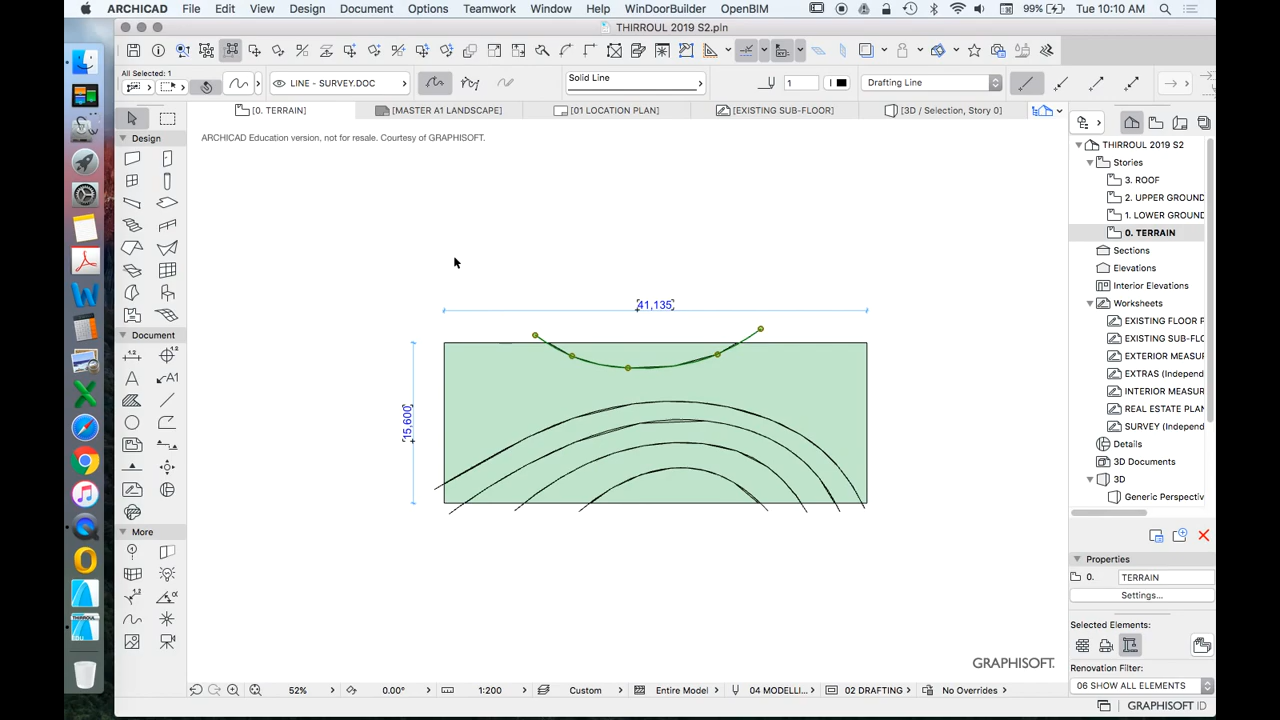 ARCHICAD File Edit View Design Document Options Teamwork Window Help WinDoorBuilder OpenBIM 99% Tue 10:10 AM
THIRROUL 2019 S2.pln
All Selected: 1
LINE - SURVEY.DOC
Solid Line
1
Drafting Line
[0. TERRAIN] [MASTER A1 LANDSCAPE] [01 LOCATION PLAN] [EXISTING SUB-FLOOR] [3D / Selection, Story 0]
ARCHICAD Education version, not for resale. Courtesy of GRAPHISOFT.
Design
Document
1.2
A
A1
More
THIRROUL 2019 S2
Stories
3. ROOF
2. UPPER GROUND
1. LOWER GROUND
0. TERRAIN
Sections
Elevations
Interior Elevations
Worksheets
EXISTING FLOOR P
EXISTING SUB-FLO
EXTERIOR MEASUR
EXTRAS (Independ
INTERIOR MEASUR
REAL ESTATE PLAN
SURVEY (Independ
Details
3D Documents
3D
Generic Perspectiv
Properties
0. TERRAIN
Settings...
Selected Elements:
Renovation Filter:
06 SHOW ALL ELEMENTS
41,135
15,600
GRAPHISOFT.
52% 0.00° 1:200 Custom Entire Model 04 MODELLI... 02 DRAFTING No Overrides
GRAPHISOFT ID